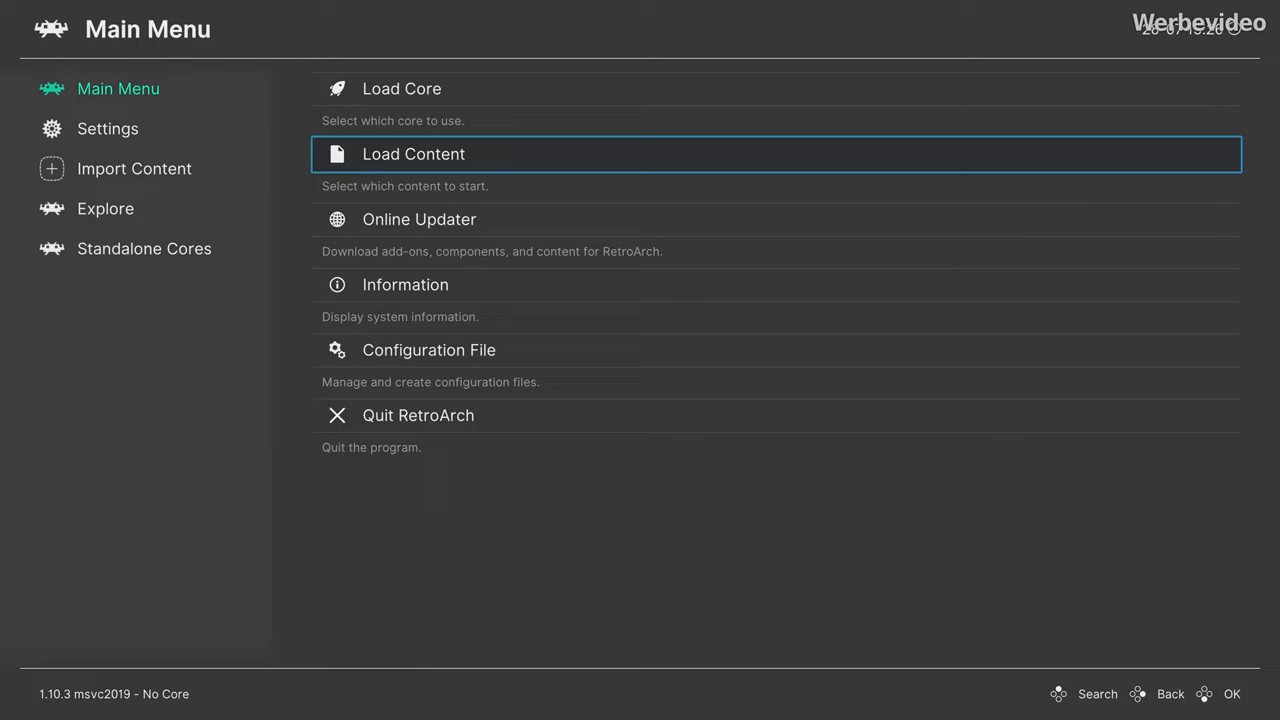 Main Menu
Werbevideo
Main Menu
Settings
Import Content
Explore
Standalone Cores
Load Core
Select which core to use.
Load Content
Select which content to start.
Online Updater
Download add-ons, components, and content for RetroArch.
Information
Display system information.
Configuration File
Manage and create configuration files.
Quit RetroArch
Quit the program.
1.10.3 msvc2019 - No Core
Search Back OK